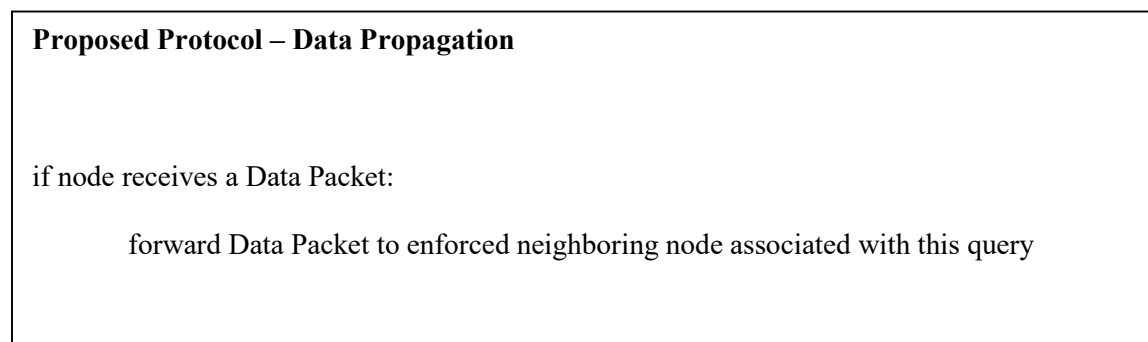 Proposed Protocol – Data Propagation
if node receives a Data Packet:
forward Data Packet to enforced neighboring node associated with this query